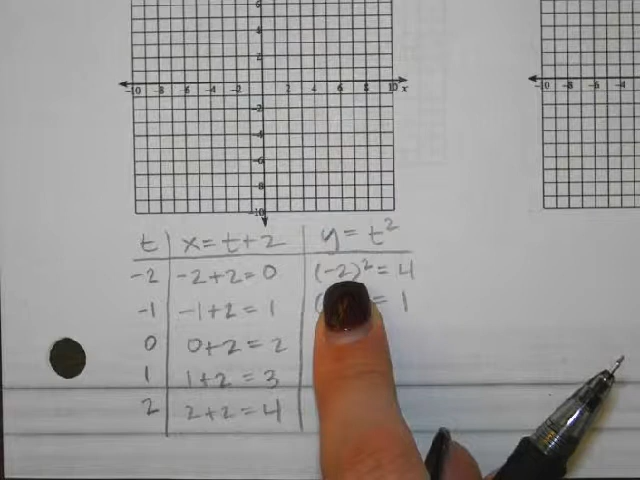 6
4
2
-10 -8 -6 -4 -2 2 4 6 8 10 x
-2
-4
-6
-8
-10
-10 -8 -6 -4
t x = t + 2 y = t²
-2 -2 + 2 = 0 (-2)² = 4
-1 -1 + 2 = 1 ( = 1
0 0 + 2 = 2
1 1 + 2 = 3
2 2 + 2 = 4